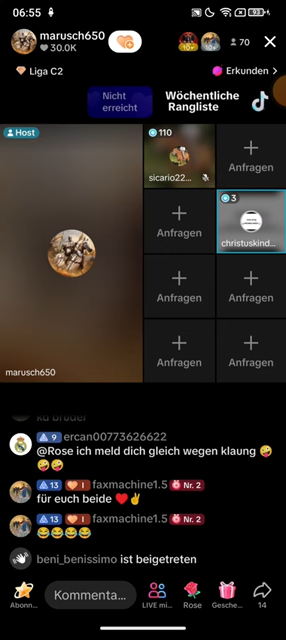 06:55
93
marusch650
30.0K
70
Liga C2
Erkunden >
Nicht erreicht
Wöchentliche Rangliste
Host
110
sicario22...
Anfragen
Anfragen
3
christuskind...
Anfragen
Anfragen
Anfragen
Anfragen
marusch650
9 ercan00773626622
@Rose ich meld dich gleich wegen klaung 🤪
🤪🤪
13 I faxmachine1.5 Nr. 2
für euch beide ❤️✌️
13 I faxmachine1.5 Nr. 2
😂😂😂😂
beni_benissimo ist beigetreten
Abonn...
Kommenta...
LIVE mi...
Rose
Gesche...
14